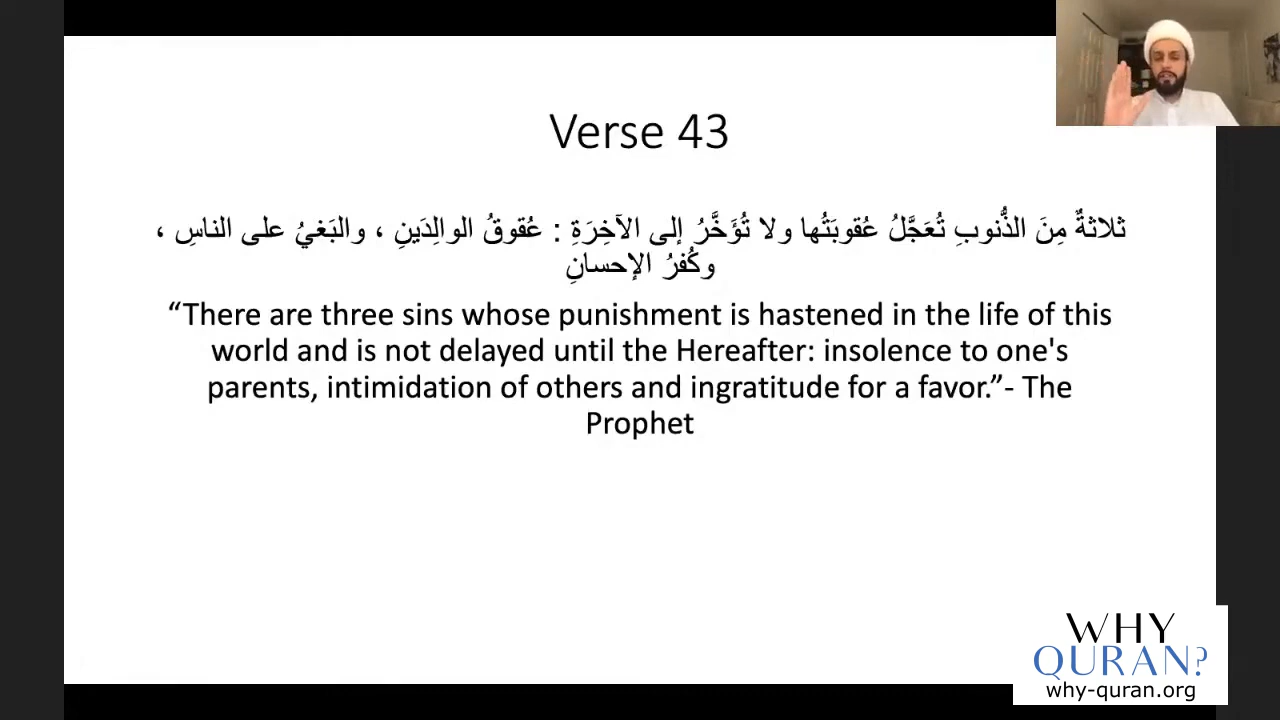 Verse 43
ثلاثةٌ مِنَ الذُّنوبِ تُعَجَّلُ عُقوبَتُها ولا تُؤَخَّرُ إلى الآخِرَةِ : عُقوقُ الوالِدَينِ ، والبَغيُ على الناسِ ،
وكُفرُ الإحسانِ
“There are three sins whose punishment is hastened in the life of this
world and is not delayed until the Hereafter: insolence to one's
parents, intimidation of others and ingratitude for a favor.”- The
Prophet
WHY
QURAN?
why-quran.org